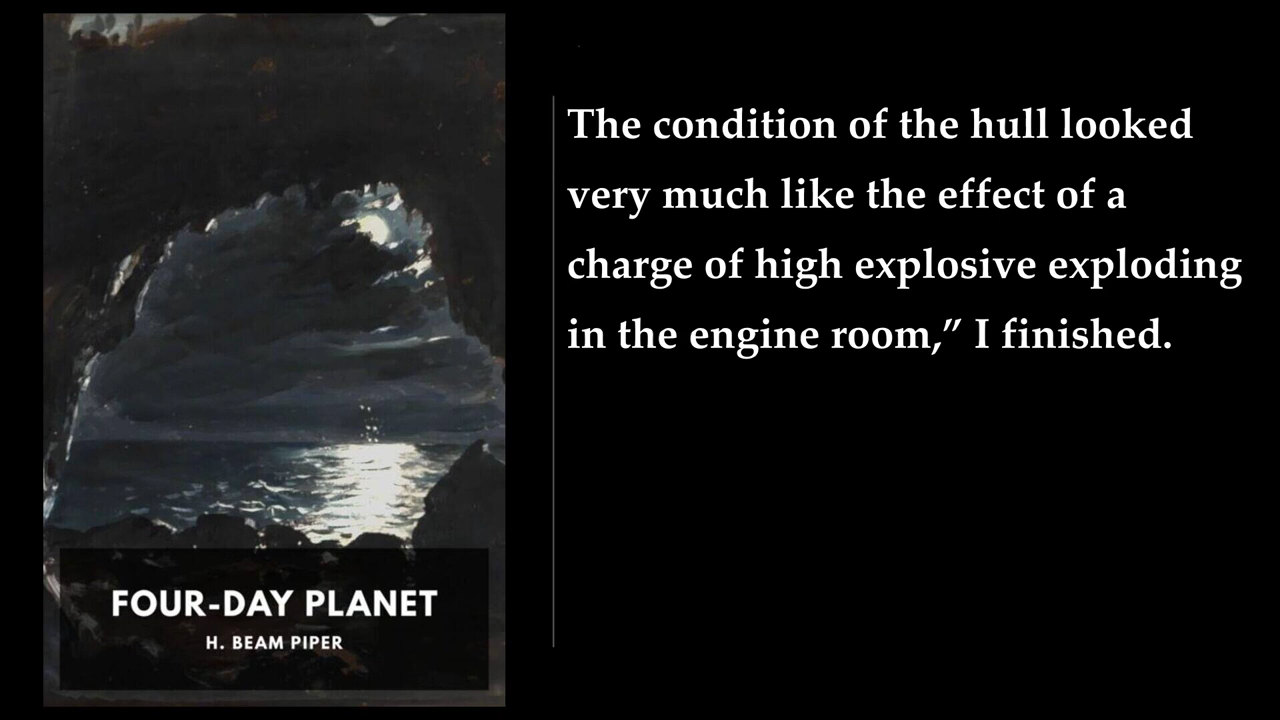 The condition of the hull looked
very much like the effect of a
charge of high explosive exploding
in the engine room,” I finished.
FOUR-DAY PLANET
H. BEAM PIPER